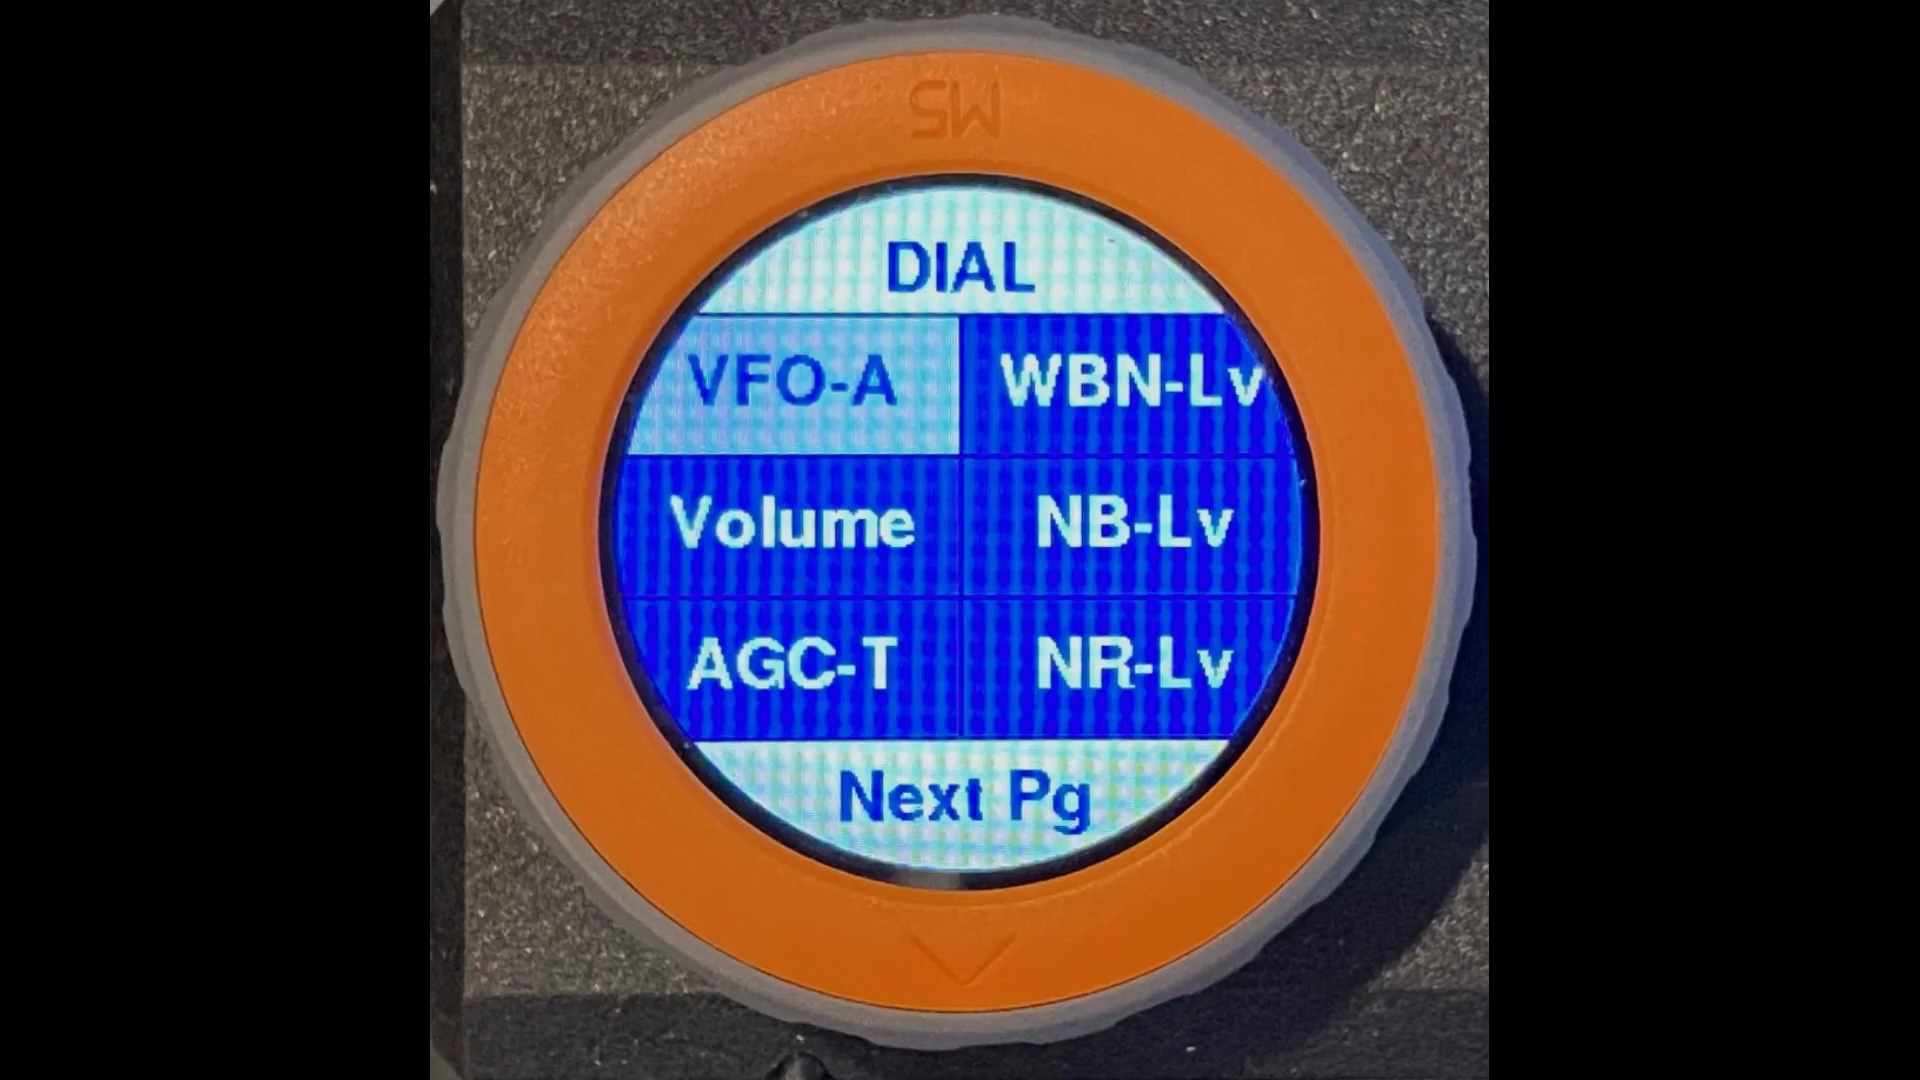 M5
DIAL
VFO-A WBN-Lv
Volume NB-Lv
AGC-T NR-Lv
Next Pg